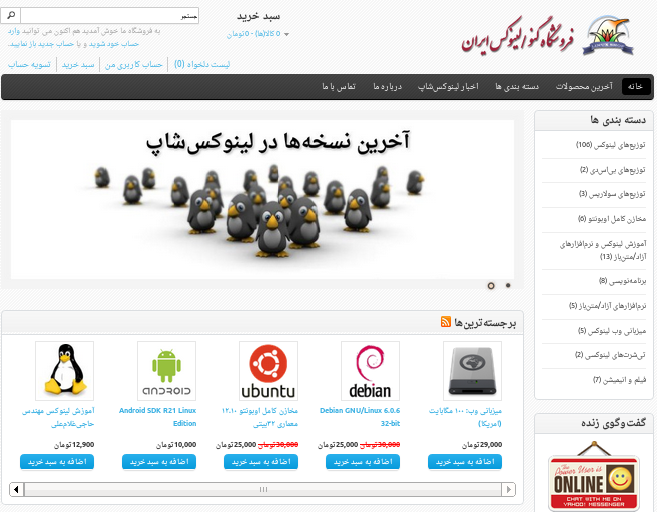 جستجو
سبد خرید
0 کالا(ها) - 0 تومان
به فروشگاه ما خوش آمدید هم اکنون می توانید وارد
حساب خود شوید و یا حساب جدید باز نمایید.
لیست دلخواه (0)
حساب کاربری من
سبد خرید
تسویه حساب
فروشگاه گنو/لینوکس ایران
خانه
آخرین محصولات
دسته بندی ها
اخبار لینوکس‌شاپ
درباره ما
تماس با ما
دسته بندی ها
توزیع‌های لینوکس (106)
توزیع‌های بی‌اس‌دی (2)
توزیع‌های سولاریس (3)
مخازن کامل اوبونتو (6)
آموزش لینوکس و نرم‌افزارهای
آزاد/متن‌باز (13)
برنامه‌نویسی (8)
نرم‌افزارهای آزاد/متن‌باز (5)
میزبانی وب لینوکس (5)
تی‌شرت‌های لینوکسی (2)
فیلم و انیمیشن (7)
گفت‌وگوی زنده
The Power User is
ONLINE
CHAT WITH ME ON
YAHOO! MESSENGER
آخرین نسخه‌ها در لینوکس‌شاپ
برجسته‌ترین‌ها
میزبانی وب: ۱۰۰ مگابایت
(آمریکا)
29,000 تومان
اضافه به سبد خرید
debian
Debian GNU/Linux 6.0.6
32-bit
30,000 تومان 25,000 تومان
اضافه به سبد خرید
ubuntu
مخازن کامل اوبونتو ۱۲.۱۰
معماری ۳۲بیتی
30,000 تومان 25,000 تومان
اضافه به سبد خرید
android
Android SDK R21 Linux
Edition
10,000 تومان
اضافه به سبد خرید
آموزش لینوکس مهندس
حاجی‌غلام‌علی
12,900 تومان
اضافه به سبد خرید